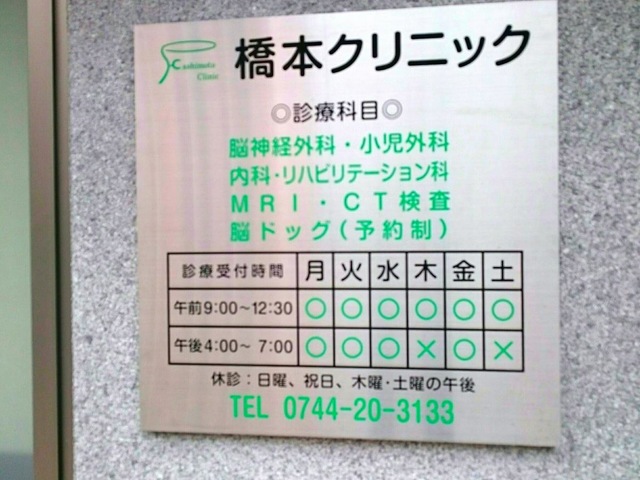 ashimoto
Clinic
橋本クリニック
◎診療科目◎
脳神経外科・小児外科
内科・リハビリテーション科
MRI・CT検査
脳ドッグ(予約制)
診療受付時間 月 火 水 木 金 土
午前9:00～12:30 ○ ○ ○ ○ ○ ○
午後4:00～ 7:00 ○ ○ ○ × ○ ×
休診：日曜、祝日、木曜・土曜の午後
TEL 0744-20-3133